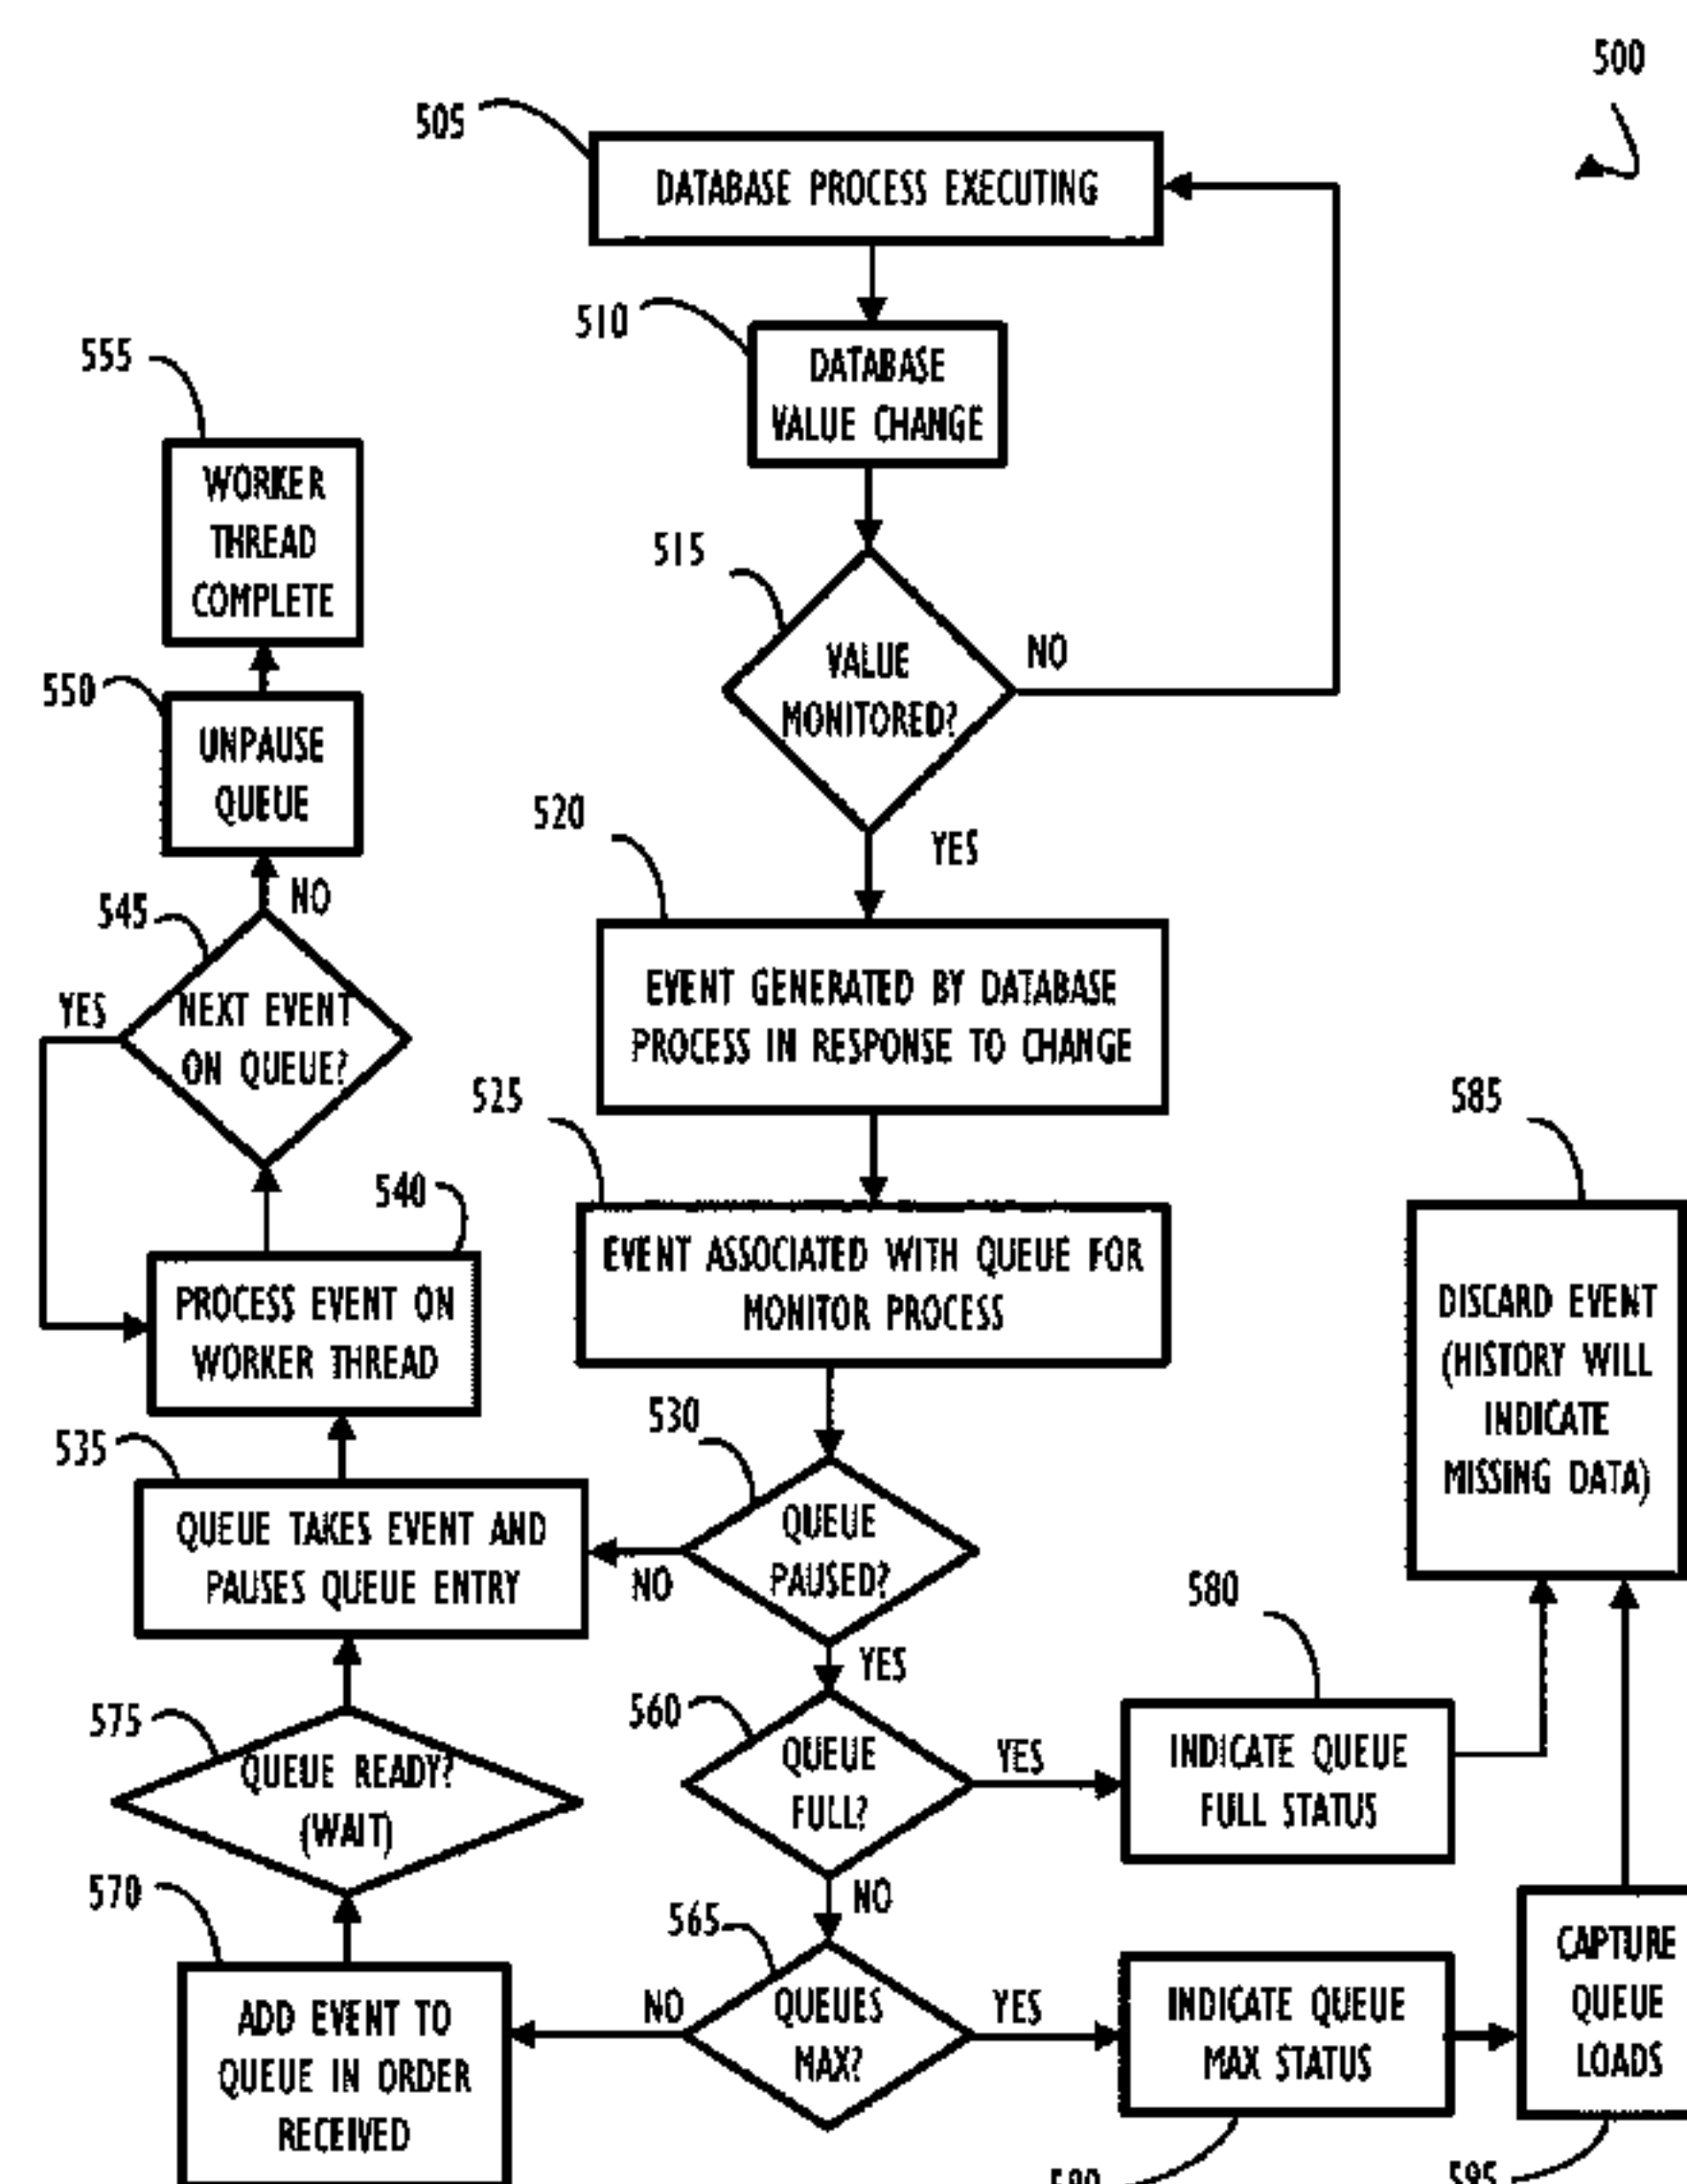 500
505
DATABASE PROCESS EXECUTING
510
DATABASE
VALUE CHANGE
555
WORKER
THREAD
COMPLETE
515
VALUE
MONITORED?
NO
550
UNPAUSE
QUEUE
YES
520
545
NO
NEXT EVENT
ON QUEUE?
YES
EVENT GENERATED BY DATABASE
PROCESS IN RESPONSE TO CHANGE
525
585
540
PROCESS EVENT ON
WORKER THREAD
EVENT ASSOCIATED WITH QUEUE FOR
MONITOR PROCESS
DISCARD EVENT
(HISTORY WILL
INDICATE
MISSING DATA)
535
530
QUEUE TAKES EVENT AND
PAUSES QUEUE ENTRY
QUEUE
PAUSED?
NO
YES
580
575
QUEUE READY?
(WAIT)
560
QUEUE
FULL?
YES
INDICATE QUEUE
FULL STATUS
NO
570
565
ADD EVENT TO
QUEUE IN ORDER
RECEIVED
NO
QUEUES
MAX?
YES
INDICATE QUEUE
MAX STATUS
CAPTURE
QUEUE
LOADS